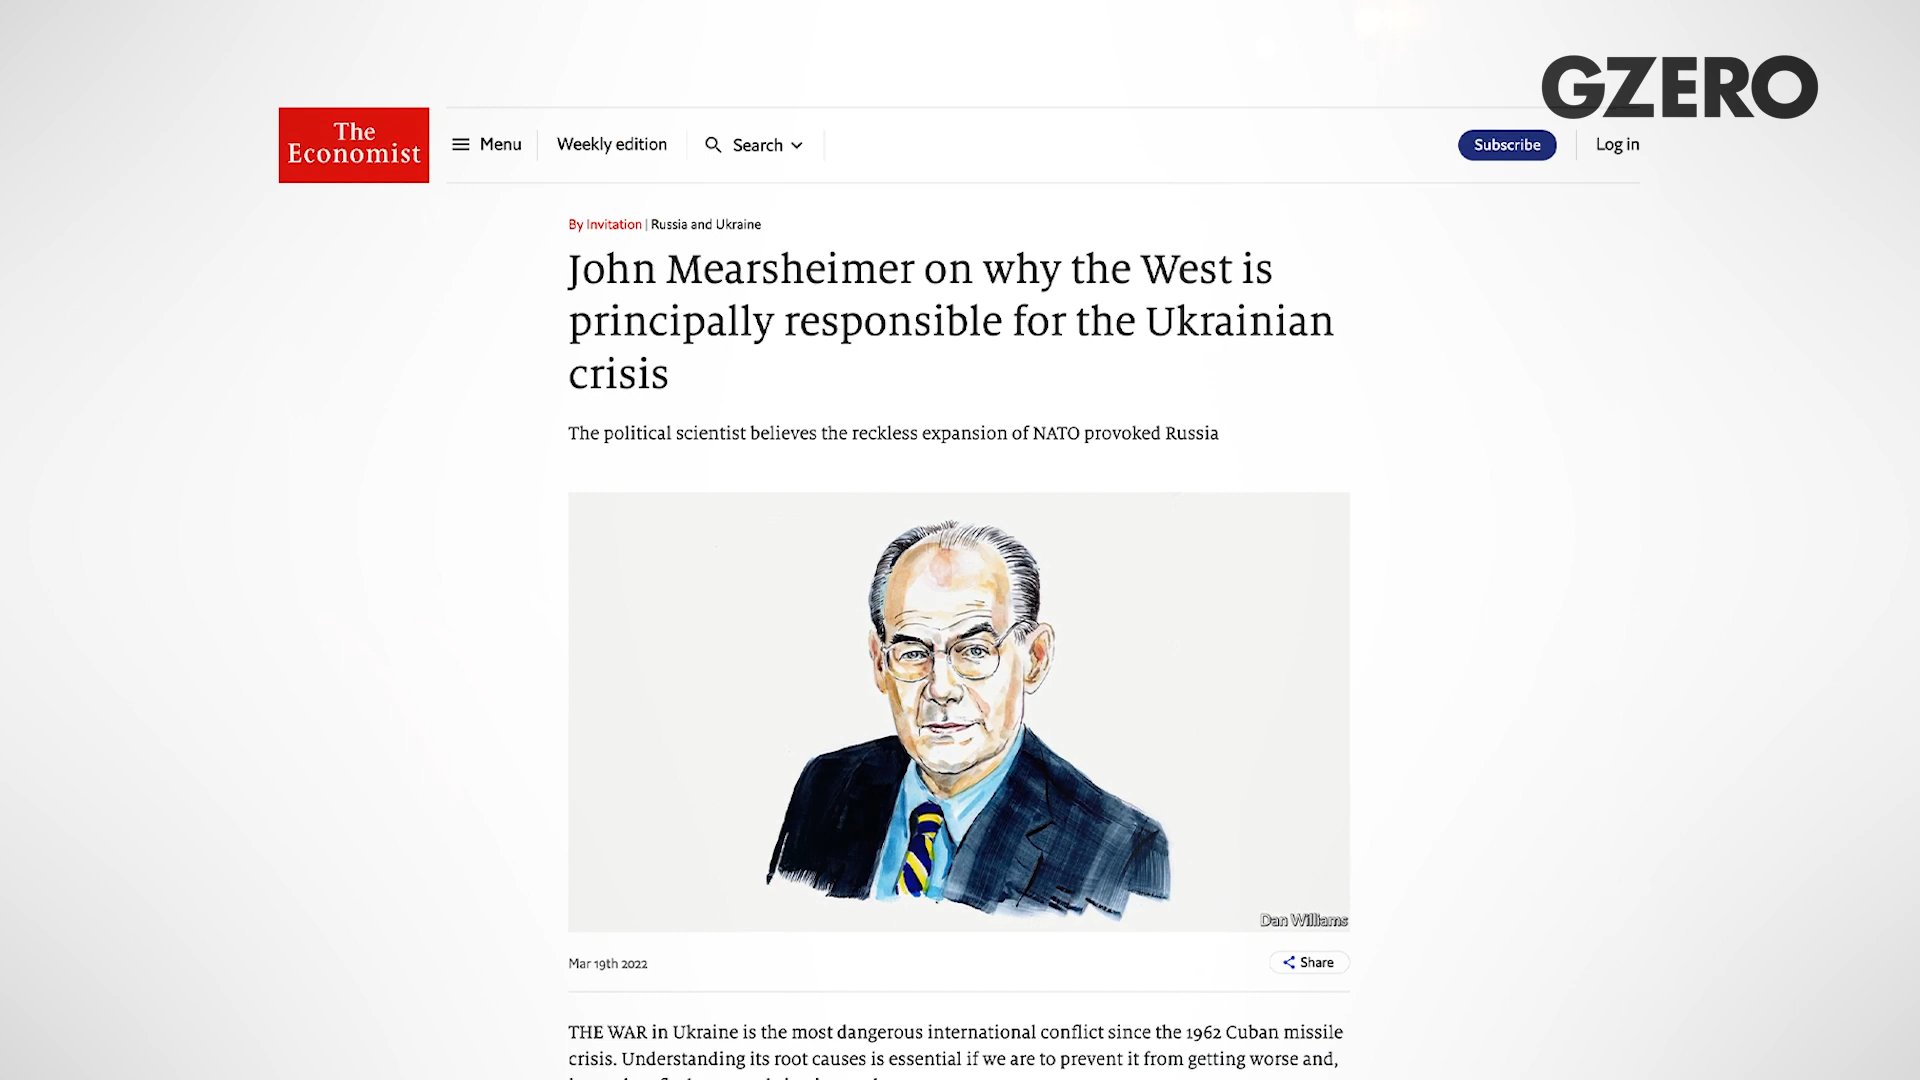 GZERO
The
Economist
Menu
Weekly edition
Search
Subscribe
Log in
By Invitation | Russia and Ukraine
John Mearsheimer on why the West is
principally responsible for the Ukrainian
crisis
The political scientist believes the reckless expansion of NATO provoked Russia
Dan Williams
Mar 19th 2022
Share
THE WAR in Ukraine is the most dangerous international conflict since the 1962 Cuban missile
crisis. Understanding its root causes is essential if we are to prevent it from getting worse and,